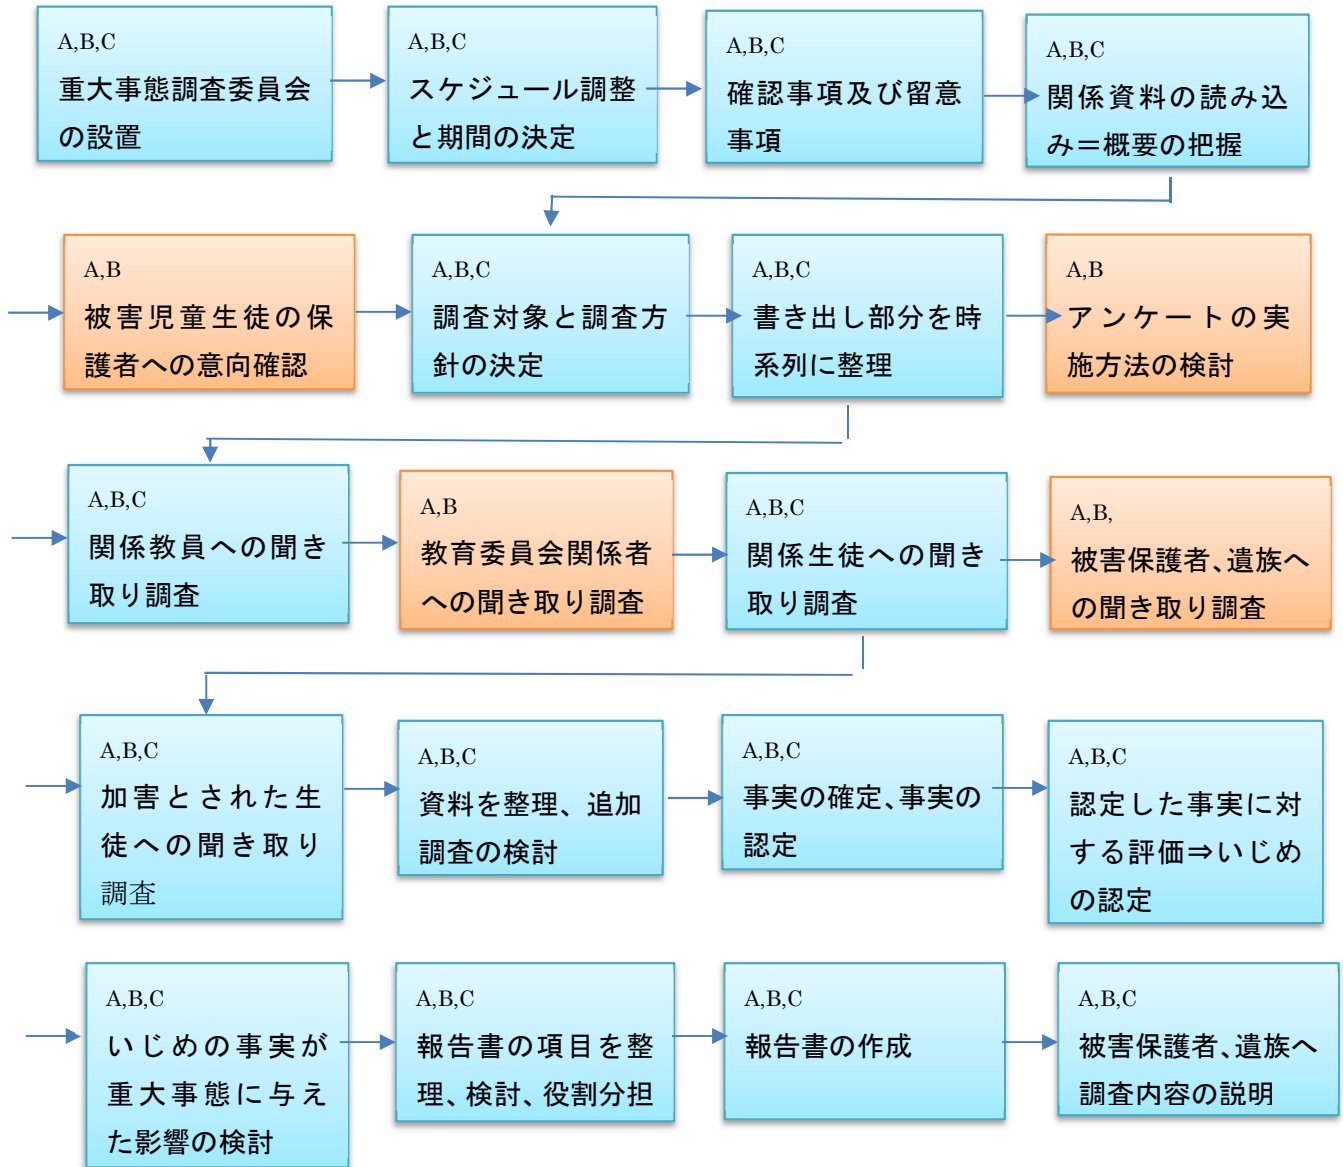 A,B,C
重大事態調査委員会
の設置
A,B,C
スケジュール調整
と期間の決定
A,B,C
確認事項及び留意
事項
A,B,C
関係資料の読み込
み＝概要の把握
A,B
被害児童生徒の保
護者への意向確認
A,B,C
調査対象と調査方
針の決定
A,B,C
書き出し部分を時
系列に整理
A,B
アンケートの実
施方法の検討
A,B,C
関係教員への聞き
取り調査
A,B
教育委員会関係者
への聞き取り調査
A,B,C
関係生徒への聞き
取り調査
A,B,
被害保護者、遺族へ
の聞き取り調査
A,B,C
加害とされた生
徒への聞き取り
調査
A,B,C
資料を整理、追加
調査の検討
A,B,C
事実の確定、事実の
認定
A,B,C
認定した事実に対
する評価⇒いじめ
の認定
A,B,C
いじめの事実が
重大事態に与え
た影響の検討
A,B,C
報告書の項目を整
理、検討、役割分担
A,B,C
報告書の作成
A,B,C
被害保護者、遺族へ
調査内容の説明